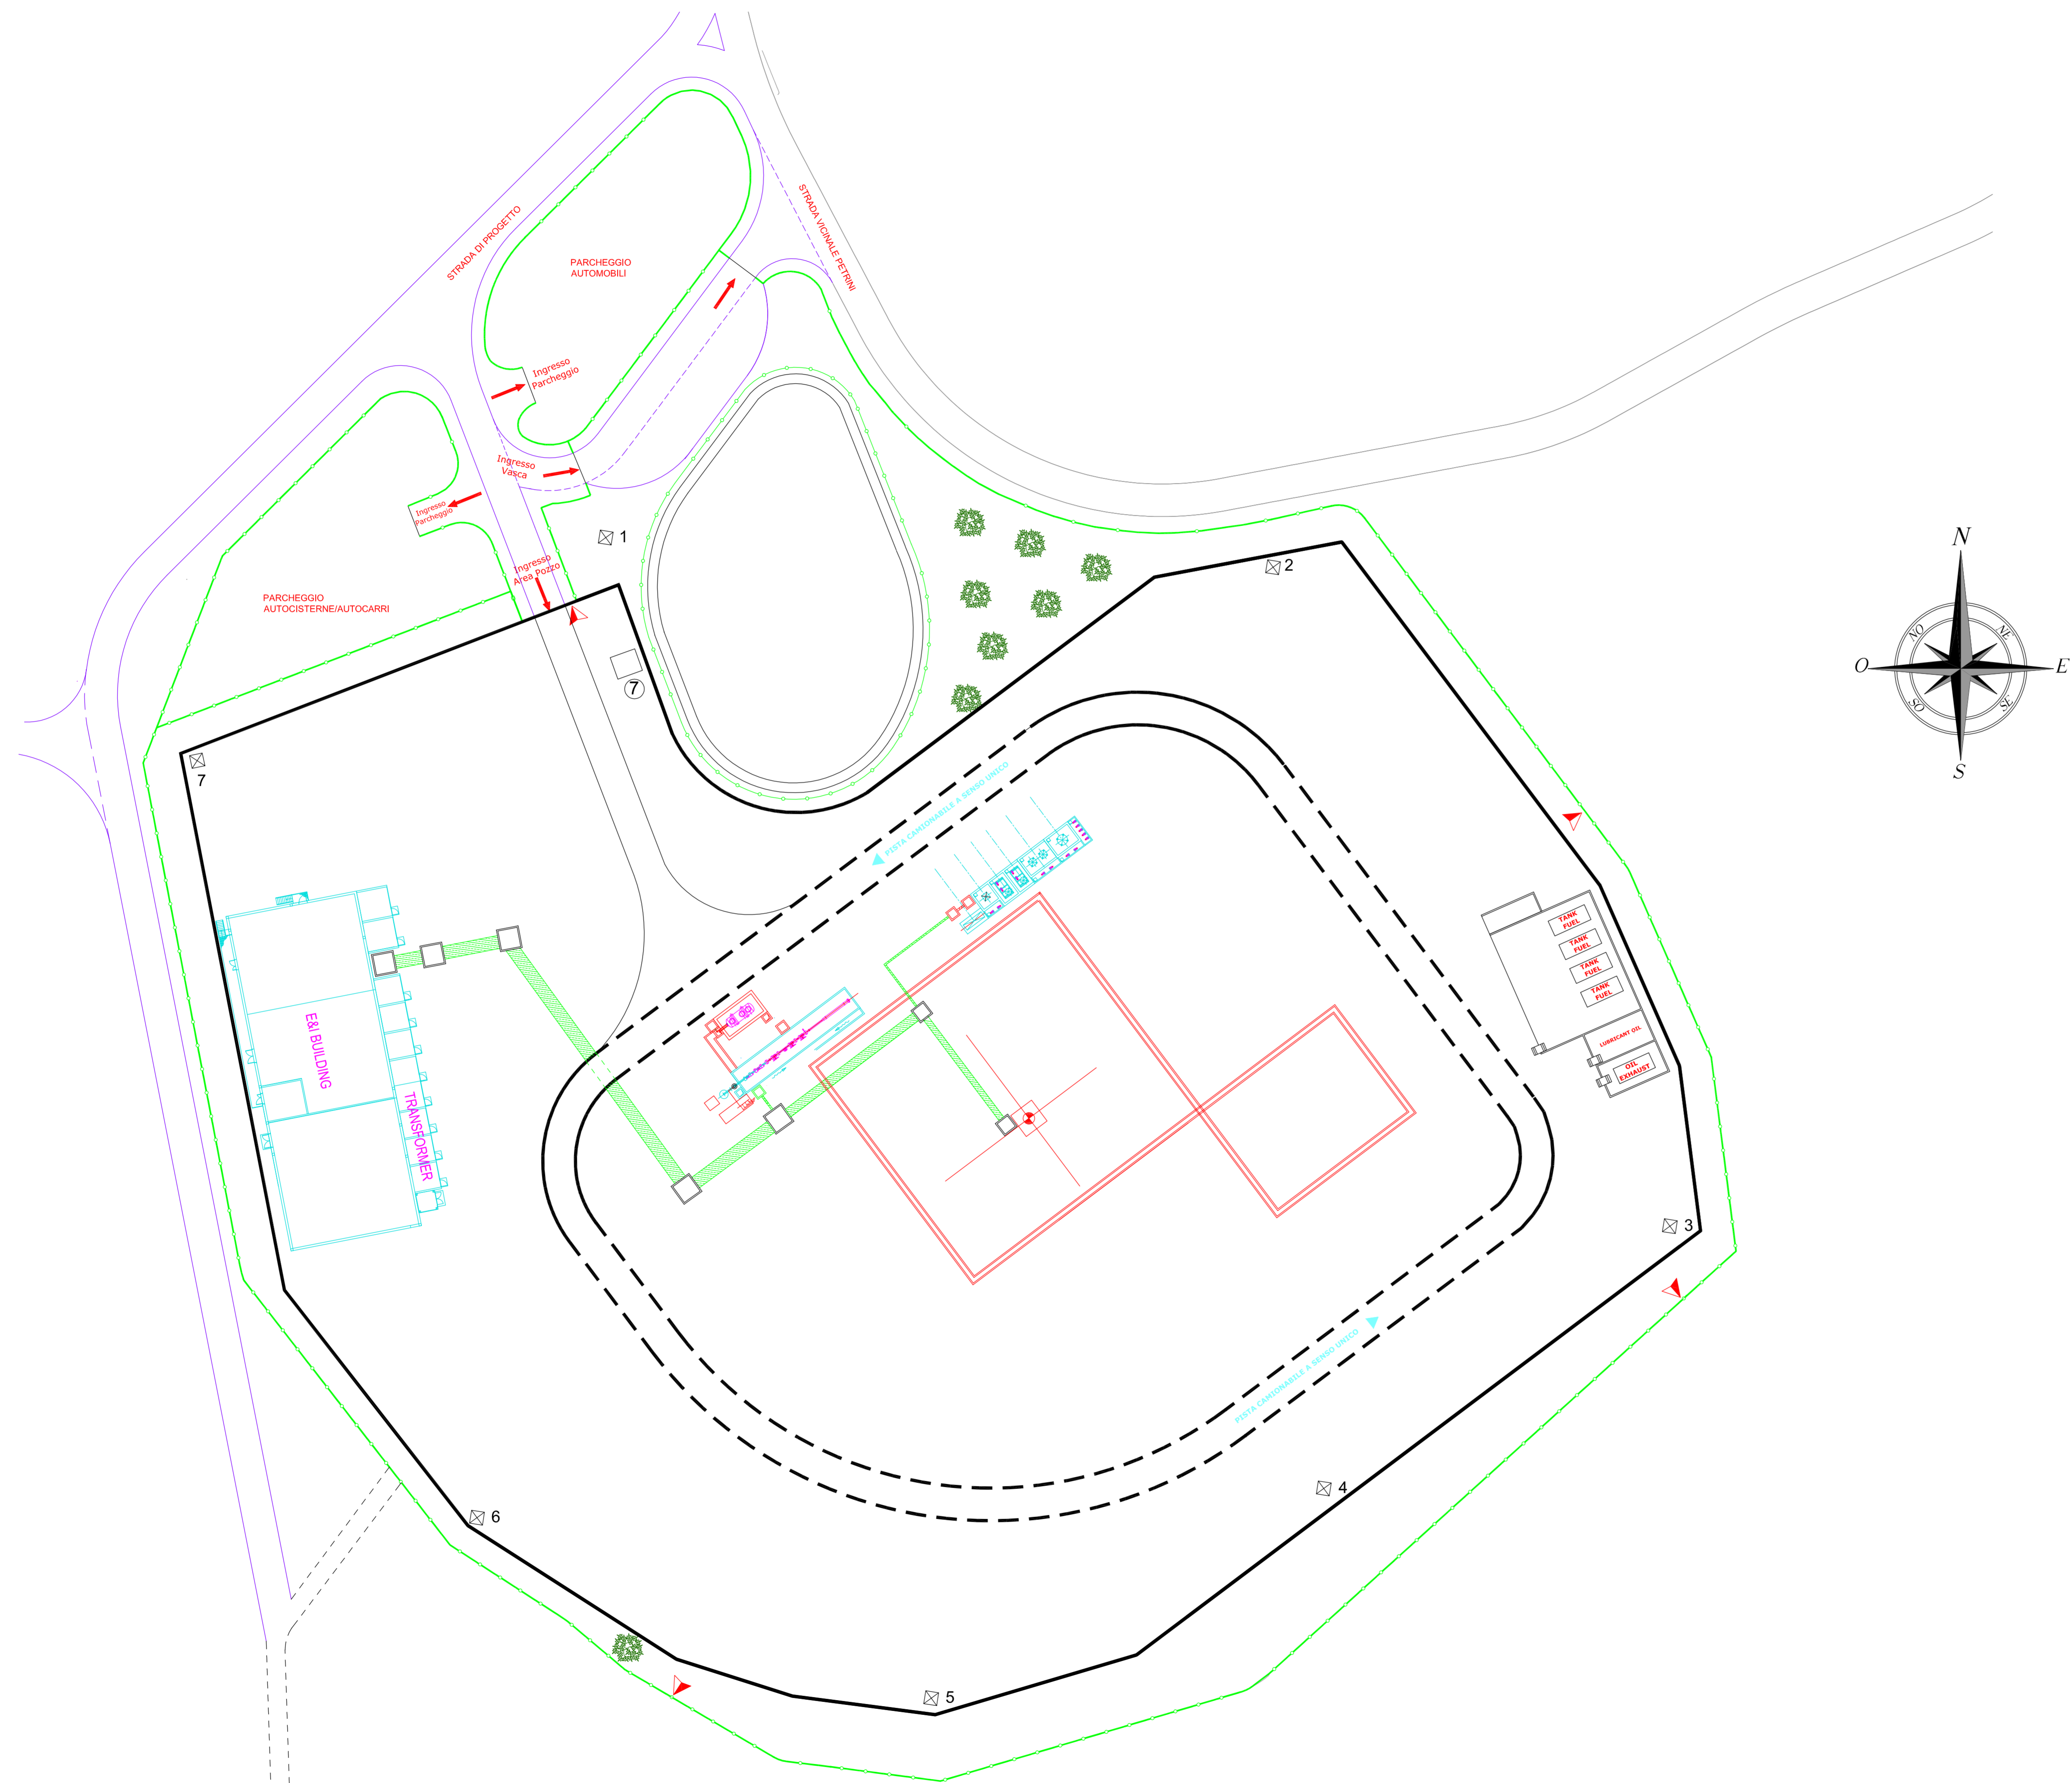 STRADA DI PROGETTO
STRADA VICINALE PETRINI
PARCHEGGIO
AUTOMOBILI
Ingresso
Parcheggio
Ingresso
Vasca
Ingresso
Parcheggio
Ingresso
Area Pozzo
PARCHEGGIO
AUTOCISTERNE/AUTOCARRI
1
2
N
NO
NE
O
E
SO
SE
S
7
7
PISTA CAMIONABILE A SENSO UNICO
TANK
FUEL
TANK
FUEL
TANK
FUEL
TANK
FUEL
LUBRICANT OIL
OIL
EXHAUST
E&I BUILDING
TRANSFORMER
3
PISTA CAMIONABILE A SENSO UNICO
4
6
5